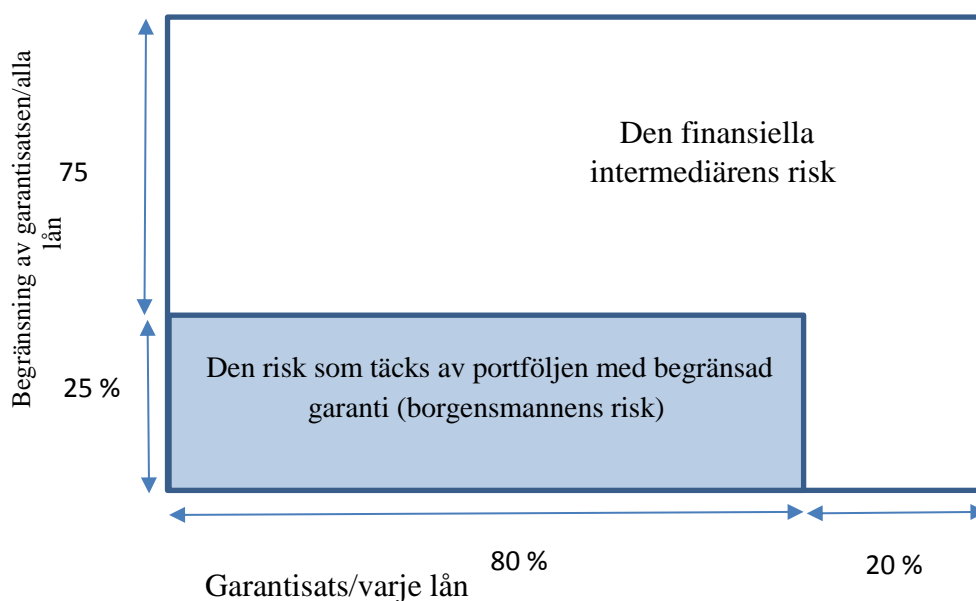 Begränsning av garantisatsen/alla
lån
75
Den finansiella
intermediärens risk
25 %
Den risk som täcks av portföljen med begränsad
garanti (borgensmannens risk)
80 %
20 %
Garantisats/varje lån